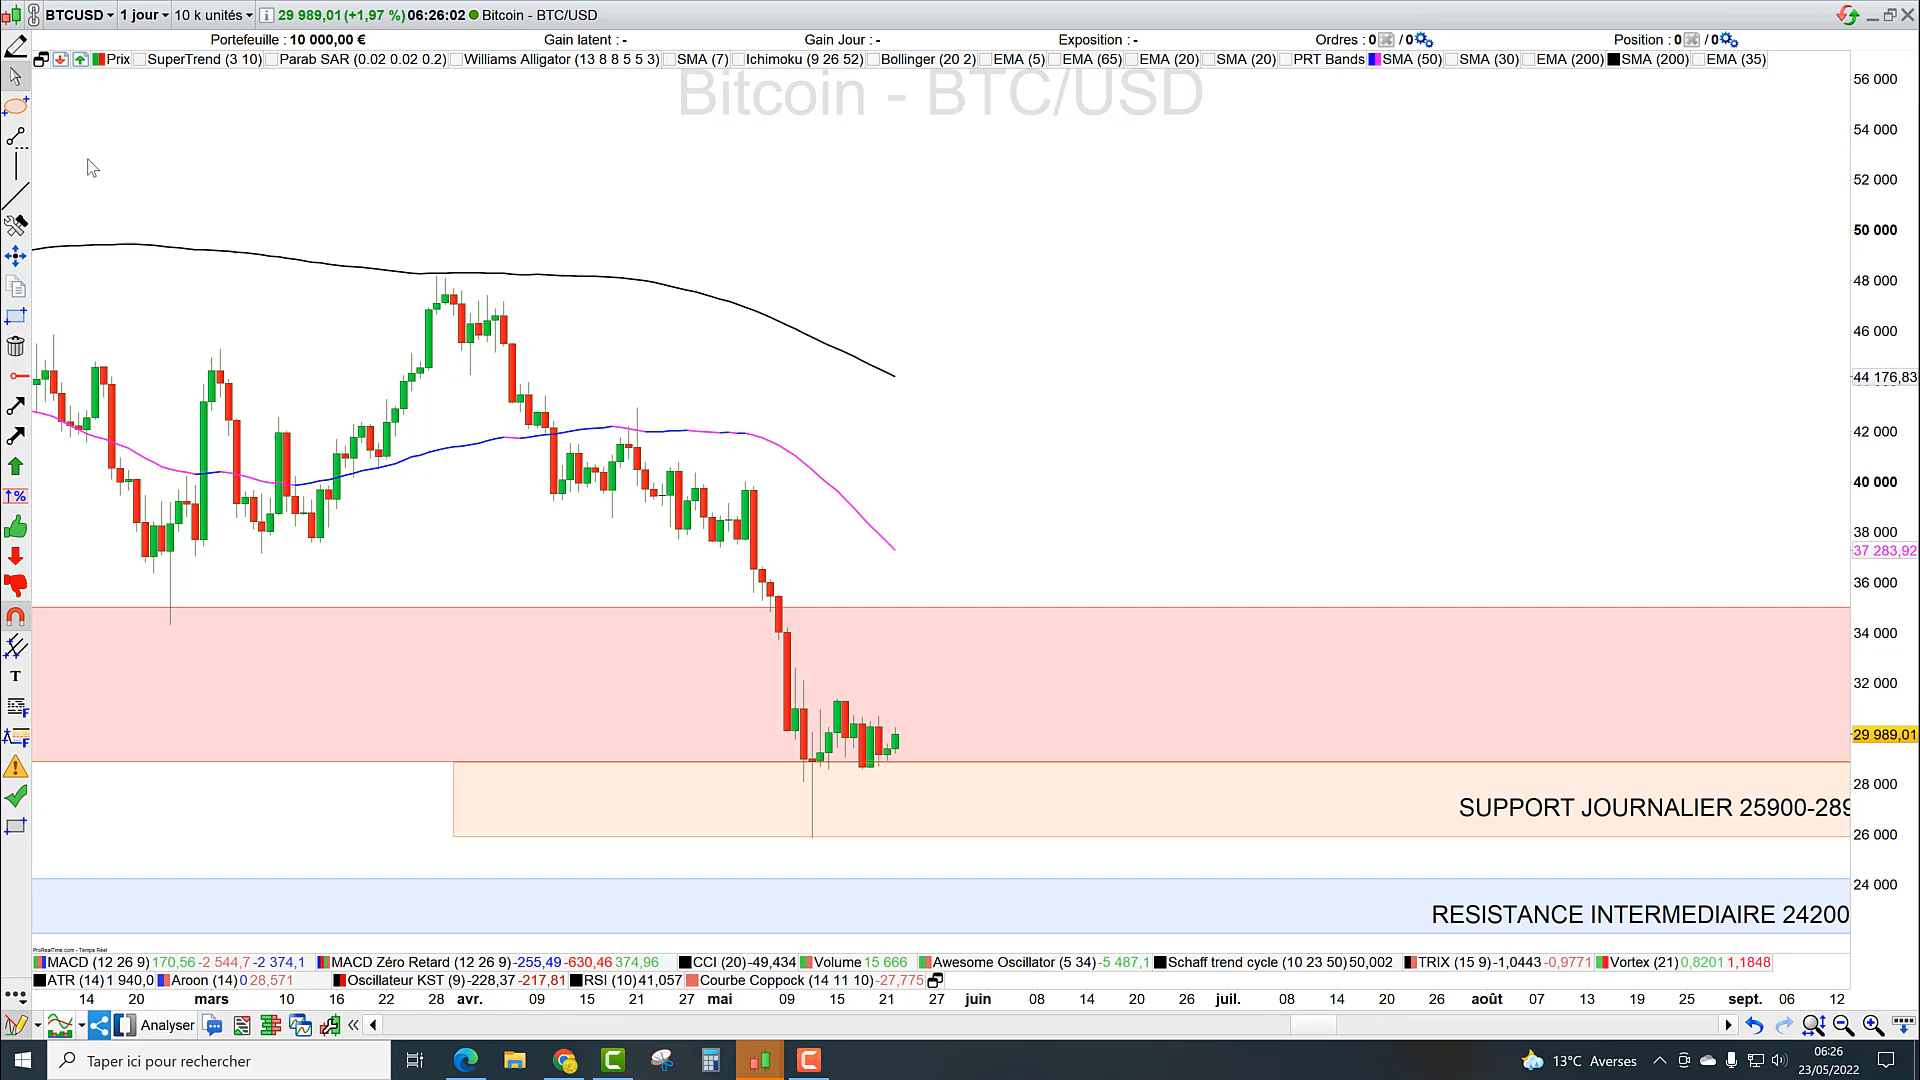 BTCUSD 1 jour 10 k unités 29 989,01 (+1,97 %) 06:26:02 Bitcoin - BTC/USD
Portefeuille : 10 000,00 € Gain latent : - Gain Jour : - Exposition : - Ordres : 0 / 0 Position : 0 / 0
Prix SuperTrend (3 10) Parab SAR (0.02 0.02 0.2) Williams Alligator (13 8 8 5 5 3) SMA (7) Ichimoku (9 26 52) Bollinger (20 2) EMA (5) EMA (65) EMA (20) SMA (20) PRT Bands SMA (50) SMA (30) EMA (200) SMA (200) EMA (35)
Bitcoin - BTC/USD
56 000
54 000
52 000
50 000
48 000
46 000
44 176,83
42 000
40 000
38 000
37 283,92
36 000
34 000
32 000
29 989,01
28 000
SUPPORT JOURNALIER 25900-289
26 000
24 000
RESISTANCE INTERMEDIAIRE 24200
ProRealTime.com - Temps Réel
MACD (12 26 9) 170,56 -2 544,7 -2 374,1 MACD Zéro Retard (12 26 9) -255,49 -630,46 374,96 CCI (20) -49,434 Volume 15 666 Awesome Oscillator (5 34) -5 487,1 Schaff trend cycle (10 23 50) 50,002 TRIX (15 9) -1,0443 -0,9771 Vortex (21) 0,8201 1,1848
ATR (14) 1 940,0 Aroon (14) 0 28,571 Oscillateur KST (9) -228,37 -217,81 RSI (10) 41,057 Courbe Coppock (14 11 10) -27,775
14 20 mars 10 16 22 28 avr. 09 15 21 27 mai 09 15 21 27 juin 08 14 20 26 juil. 08 14 20 26 août 07 13 19 25 sept. 06 12
Analyser
Taper ici pour rechercher
13°C Averses
06:26
23/05/2022